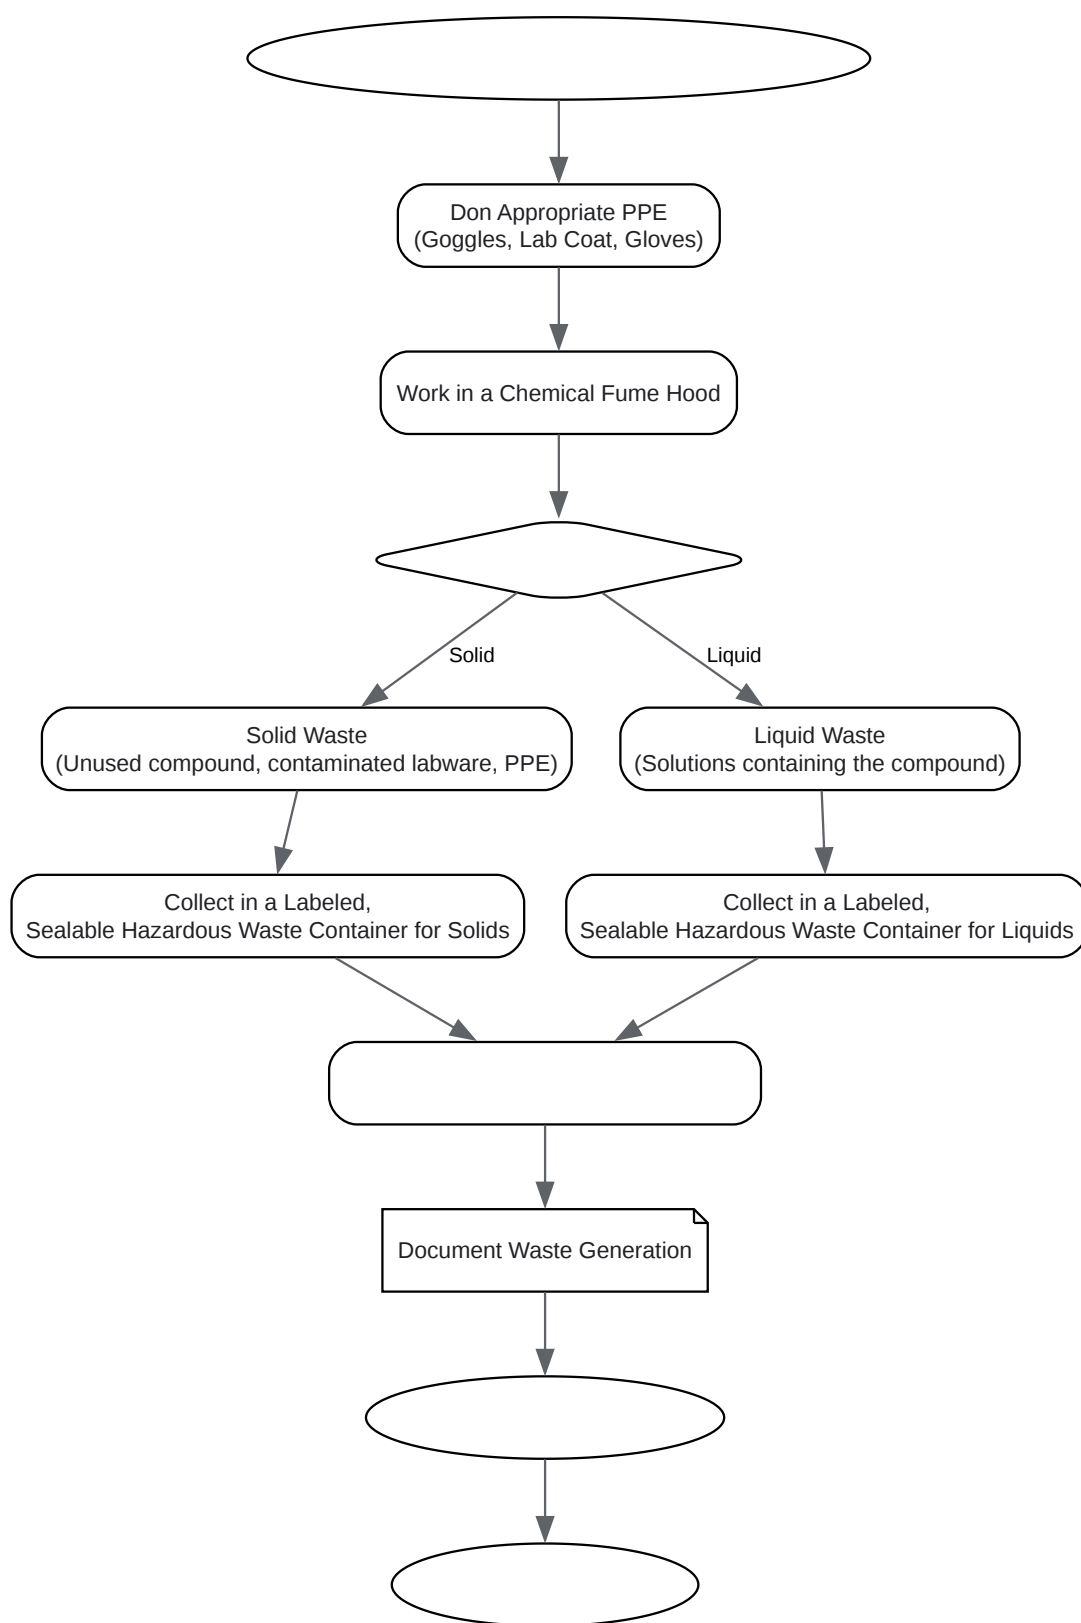 Don Appropriate PPE
(Goggles, Lab Coat, Gloves)
Work in a Chemical Fume Hood
Solid
Liquid
Solid Waste
(Unused compound, contaminated labware, PPE)
Liquid Waste
(Solutions containing the compound)
Collect in a Labeled,
Sealable Hazardous Waste Container for Solids
Collect in a Labeled,
Sealable Hazardous Waste Container for Liquids
Document Waste Generation